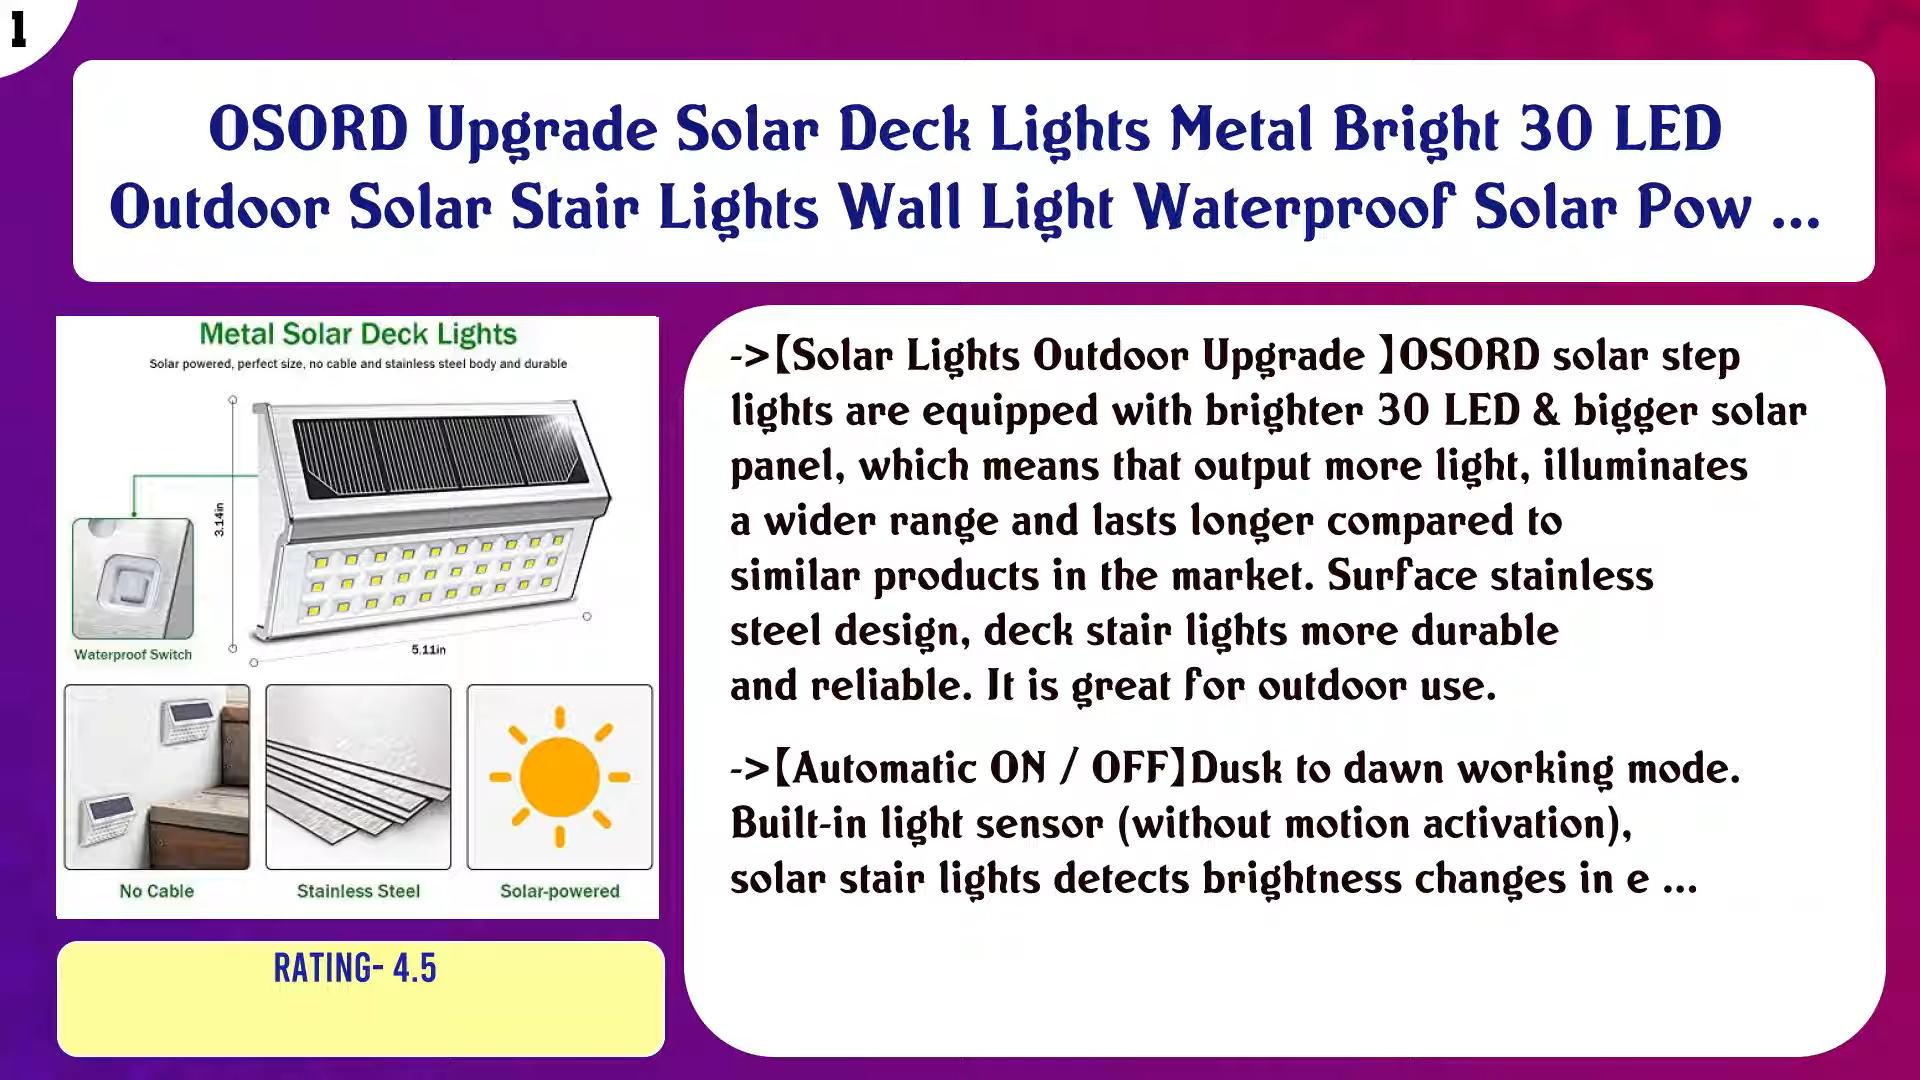 1
OSORD Upgrade Solar Deck Lights Metal Bright 30 LED
Outdoor Solar Stair Lights Wall Light Waterproof Solar Pow ...
Metal Solar Deck Lights
Solar powered, perfect size, no cable and stainless steel body and durable
3.14in
5.11in
Waterproof Switch
No Cable
Stainless Steel
Solar-powered
RATING- 4.5
->【Solar Lights Outdoor Upgrade 】OSORD solar step
lights are equipped with brighter 30 LED & bigger solar
panel, which means that output more light, illuminates
a wider range and lasts longer compared to
similar products in the market. Surface stainless
steel design, deck stair lights more durable
and reliable. It is great for outdoor use.
->【Automatic ON / OFF】Dusk to dawn working mode.
Built-in light sensor (without motion activation),
solar stair lights detects brightness changes in e ...